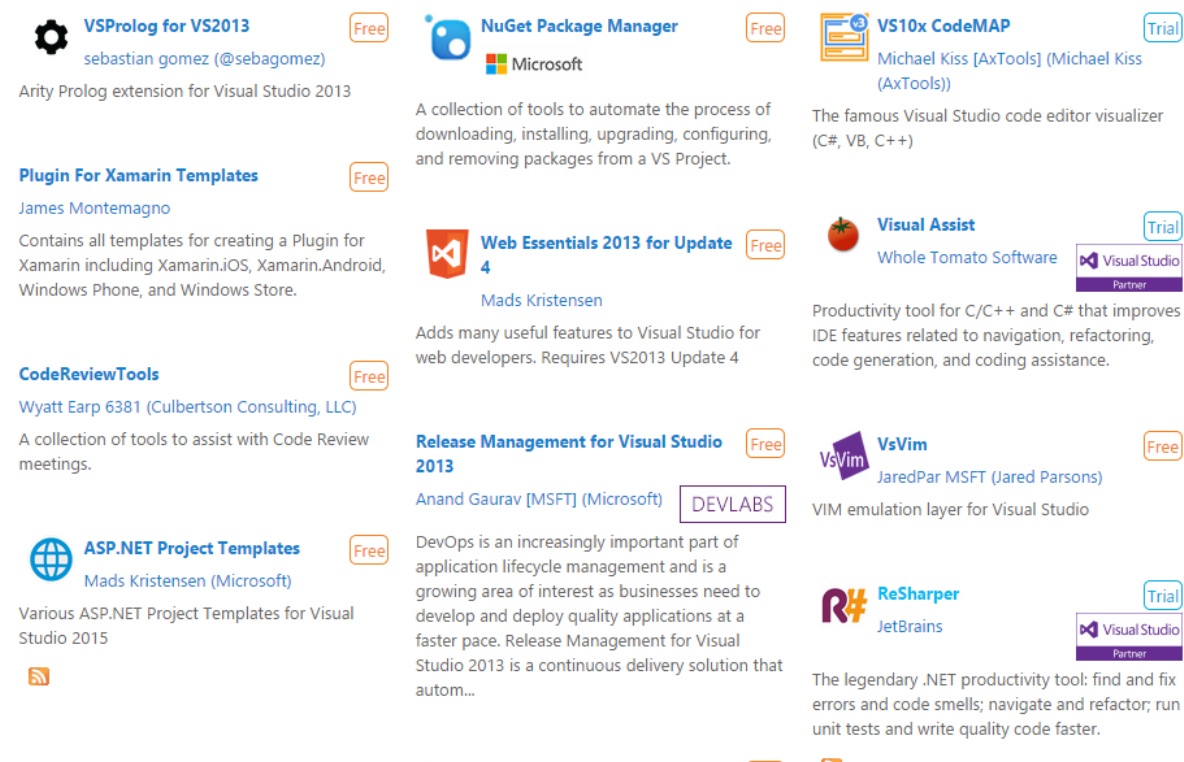 VSProlog for VS2013
Free
sebastian gomez (@sebagomez)
Arity Prolog extension for Visual Studio 2013
Plugin For Xamarin Templates
Free
James Montemagno
Contains all templates for creating a Plugin for
Xamarin including Xamarin.iOS, Xamarin.Android,
Windows Phone, and Windows Store.
CodeReviewTools
Free
Wyatt Earp 6381 (Culbertson Consulting, LLC)
A collection of tools to assist with Code Review
meetings.
ASP.NET Project Templates
Free
Mads Kristensen (Microsoft)
Various ASP.NET Project Templates for Visual
Studio 2015
NuGet Package Manager
Free
Microsoft
A collection of tools to automate the process of
downloading, installing, upgrading, configuring,
and removing packages from a VS Project.
Web Essentials 2013 for Update
4
Free
Mads Kristensen
Adds many useful features to Visual Studio for
web developers. Requires VS2013 Update 4
Release Management for Visual Studio
2013
Free
Anand Gaurav [MSFT] (Microsoft)
DEVLABS
DevOps is an increasingly important part of
application lifecycle management and is a
growing area of interest as businesses need to
develop and deploy quality applications at a
faster pace. Release Management for Visual
Studio 2013 is a continuous delivery solution that
autom...
v3
VS10x CodeMAP
Trial
Michael Kiss [AxTools] (Michael Kiss
(AxTools))
The famous Visual Studio code editor visualizer
(C#, VB, C++)
Visual Assist
Trial
Whole Tomato Software
Visual Studio
Partner
Productivity tool for C/C++ and C# that improves
IDE features related to navigation, refactoring,
code generation, and coding assistance.
VsVim
VsVim
Free
JaredPar MSFT (Jared Parsons)
VIM emulation layer for Visual Studio
R#
ReSharper
Trial
JetBrains
Visual Studio
Partner
The legendary .NET productivity tool: find and fix
errors and code smells; navigate and refactor; run
unit tests and write quality code faster.